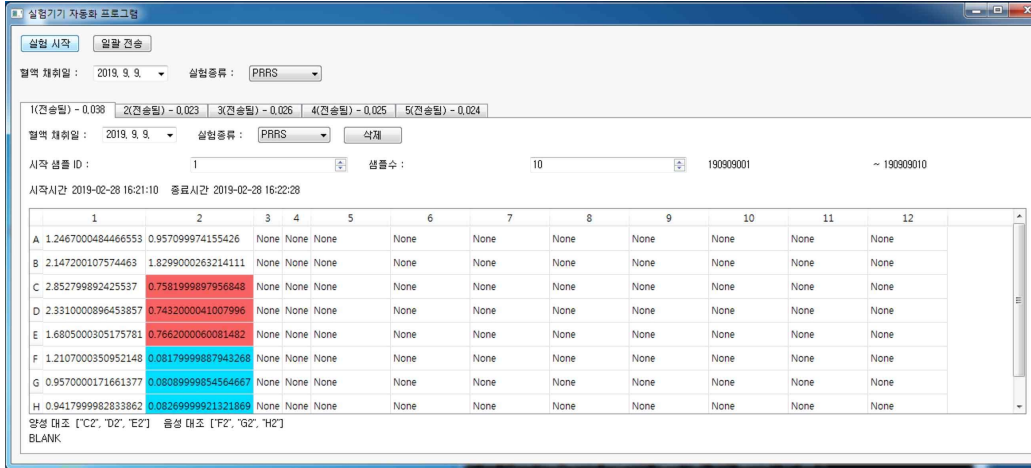 실험기기 자동화 프로그램
실험 시작 일괄 전송
혈액 채취일 : 2019. 9. 9. 실험종류 : PRRS
1(전송됨) - 0.038 2(전송됨) - 0.023 3(전송됨) - 0.026 4(전송됨) - 0.025 5(전송됨) - 0.024
혈액 채취일 : 2019. 9. 9. 실험종류 : PRRS 삭제
시작 샘플 ID : 1 샘플수 : 10 190909001 ~ 190909010
시작시간 2019-02-28 16:21:10 종료시간 2019-02-28 16:22:28
1 2 3 4 5 6 7 8 9 10 11 12
A 1.2467000484466553 0.957099974155426 None None None None None None None None None None
B 2.147200107574463 1.8299000263214111 None None None None None None None None None None
C 2.852799892425537 0.7581999897956848 None None None None None None None None None None
D 2.3310000896453857 0.7432000041007996 None None None None None None None None None None
E 1.6805000305175781 0.7662000060081482 None None None None None None None None None None
F 1.2107000350952148 0.08179999887943268 None None None None None None None None None None
G 0.9570000171661377 0.08089999854564667 None None None None None None None None None None
H 0.9417999982833862 0.08269999921321869 None None None None None None None None None None
양성 대조 ["C2", "D2", "E2"] 음성 대조 ["F2", "G2", "H2"]
BLANK